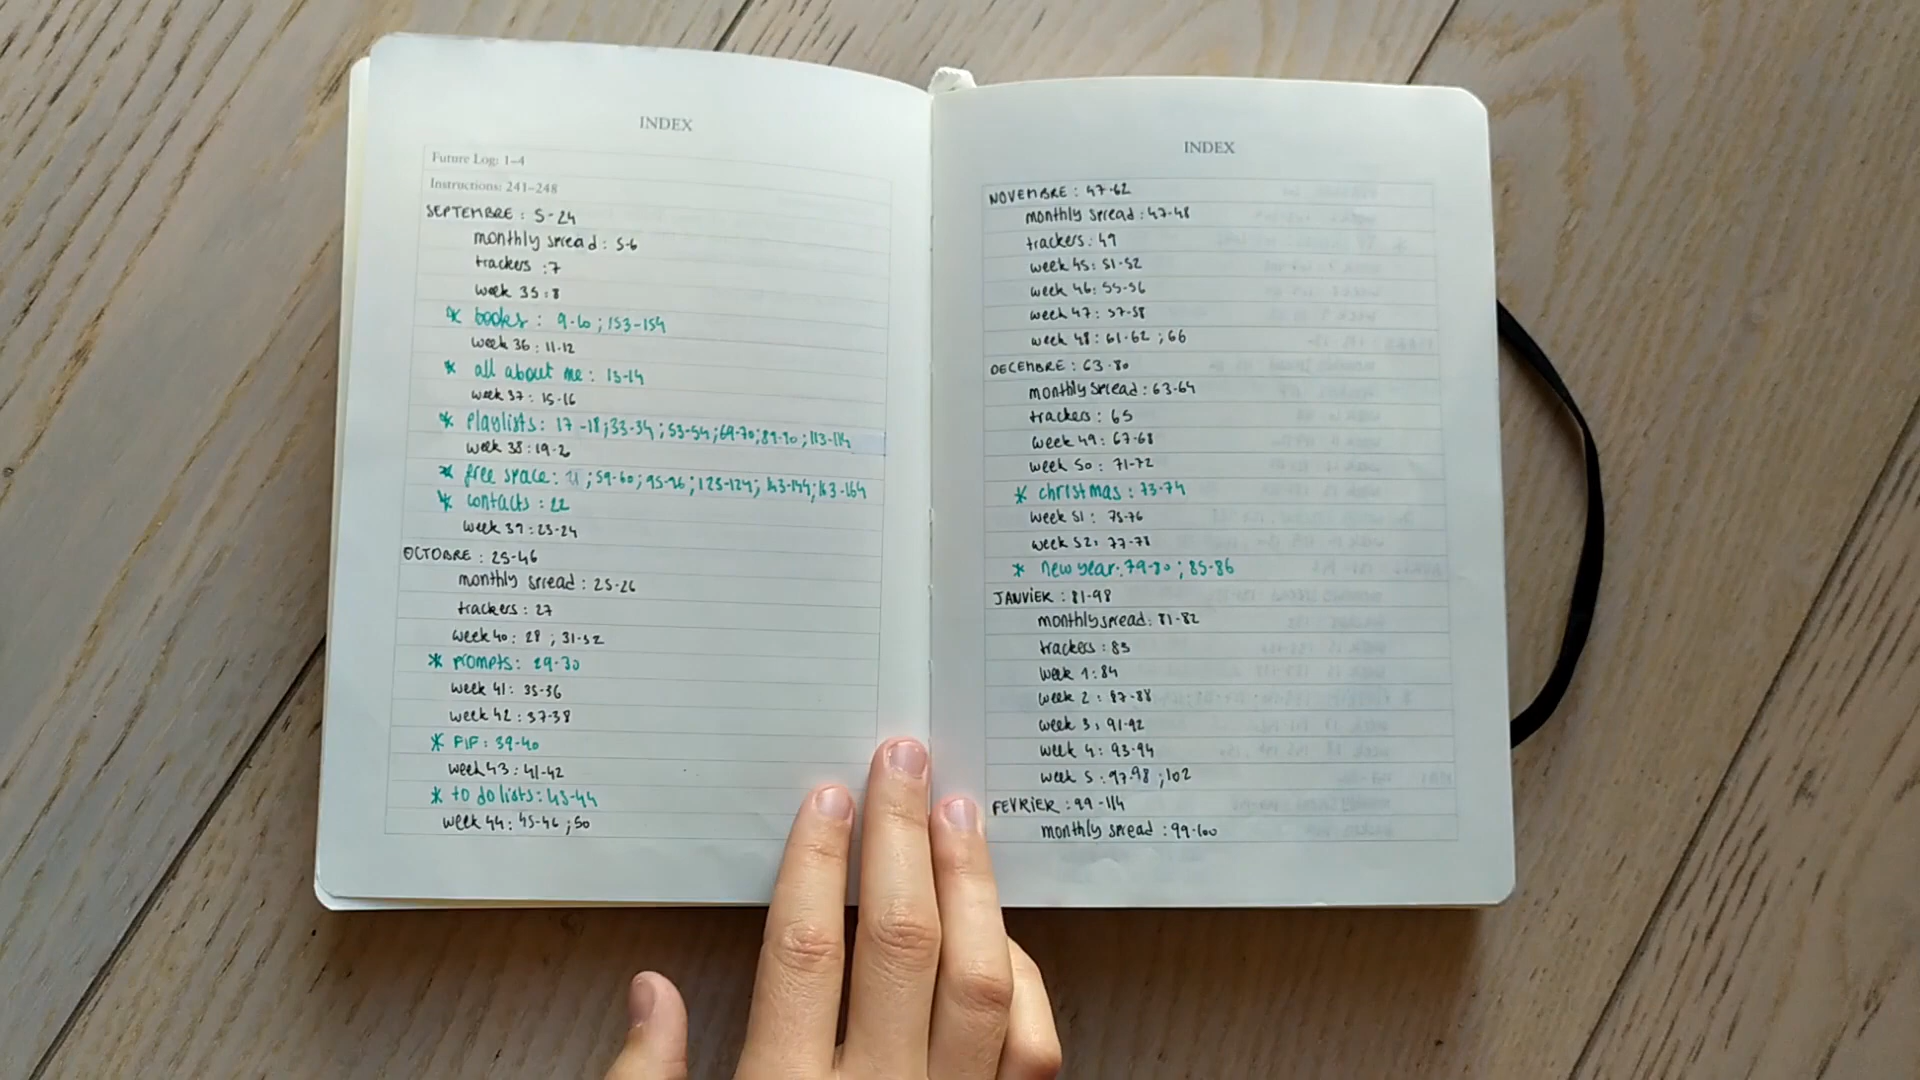 INDEX
Future Log: 1–4
Instructions: 241–248
SEPTEMBRE : 5-24
monthly spread : 5-6
trackers : 7
week 35 : 8
* books : 9-10 ; 153-154
week 36 : 11-12
* all about me : 13-14
week 37 : 15-16
* playlists : 17-18 ; 33-34 ; 53-54 ; 69-70 ; 89-90 ; 113-114
week 38 : 19-20
* free space : 21 ; 59-60 ; 95-96 ; 123-124 ; 143-144 ; 163-164
* contacts : 22
week 39 : 23-24
OCTOBRE : 25-46
monthly spread : 25-26
trackers : 27
week 40 : 28 ; 31-32
* prompts : 29-30
week 41 : 35-36
week 42 : 37-38
* PIF : 39-40
week 43 : 41-42
* to do lists : 43-44
week 44 : 45-46 ; 50
INDEX
NOVEMBRE : 47-62
monthly spread : 47-48
trackers : 49
week 45 : 51-52
week 46 : 55-56
week 47 : 57-58
week 48 : 61-62 ; 66
DECEMBRE : 63-80
monthly spread : 63-64
trackers : 65
week 49 : 67-68
week 50 : 71-72
* christmas : 73-74
week 51 : 75-76
week 52 : 77-78
* new year : 79-80 ; 85-86
JANVIER : 81-98
monthly spread : 81-82
trackers : 83
week 1 : 84
week 2 : 87-88
week 3 : 91-92
week 4 : 93-94
week 5 : 97-98 ; 102
FEVRIER : 99-114
monthly spread : 99-100